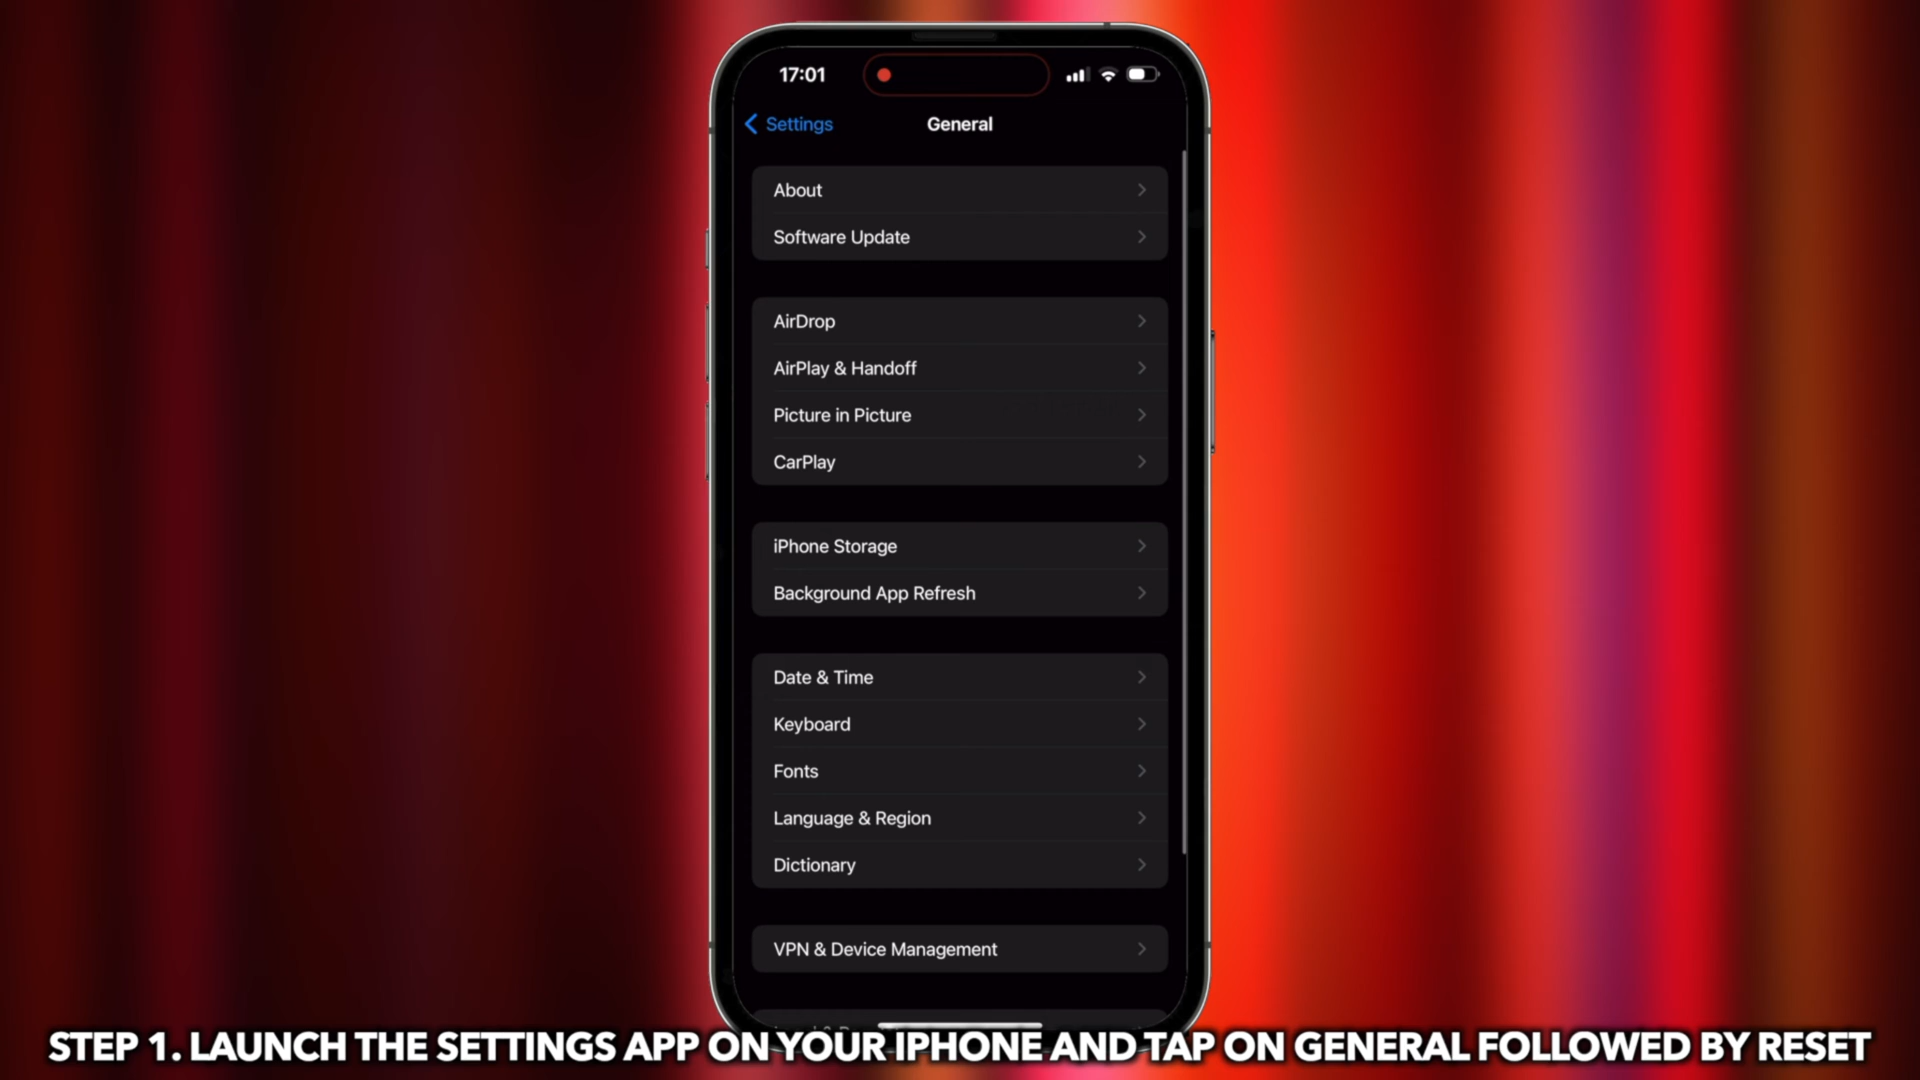 17:01
Settings
General
About
Software Update
AirDrop
AirPlay & Handoff
Picture in Picture
CarPlay
iPhone Storage
Background App Refresh
Date & Time
Keyboard
Fonts
Language & Region
Dictionary
VPN & Device Management
STEP 1. LAUNCH THE SETTINGS APP ON YOUR IPHONE AND TAP ON GENERAL FOLLOWED BY RESET